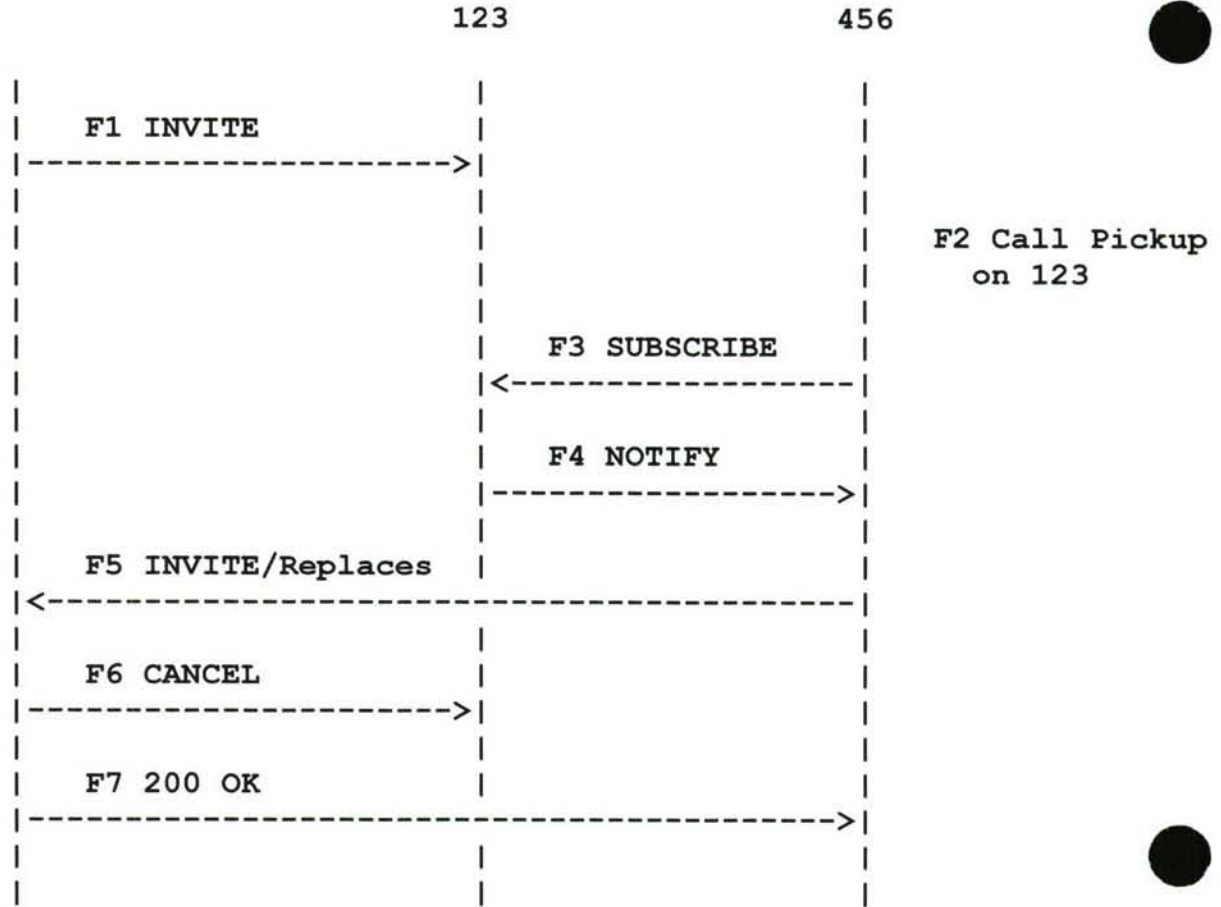 123 456
F1 INVITE
F2 Call Pickup
on 123
F3 SUBSCRIBE
F4 NOTIFY
F5 INVITE/Replaces
F6 CANCEL
F7 200 OK